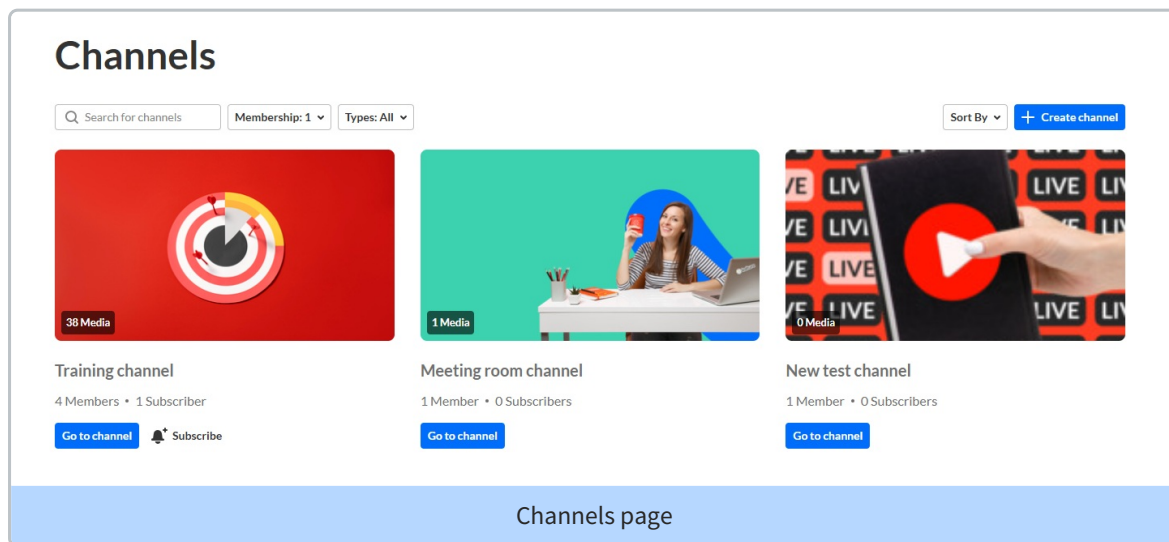 Channels
Search for channels
Membership: 1
Types: All
Sort By
+ Create channel
38 Media
1 Media
LIVE LIVE
LIVE
0 Media
Training channel
Meeting room channel
New test channel
4 Members • 1 Subscriber
1 Member • 0 Subscribers
1 Member • 0 Subscribers
Go to channel
Subscribe
Go to channel
Go to channel
Channels page